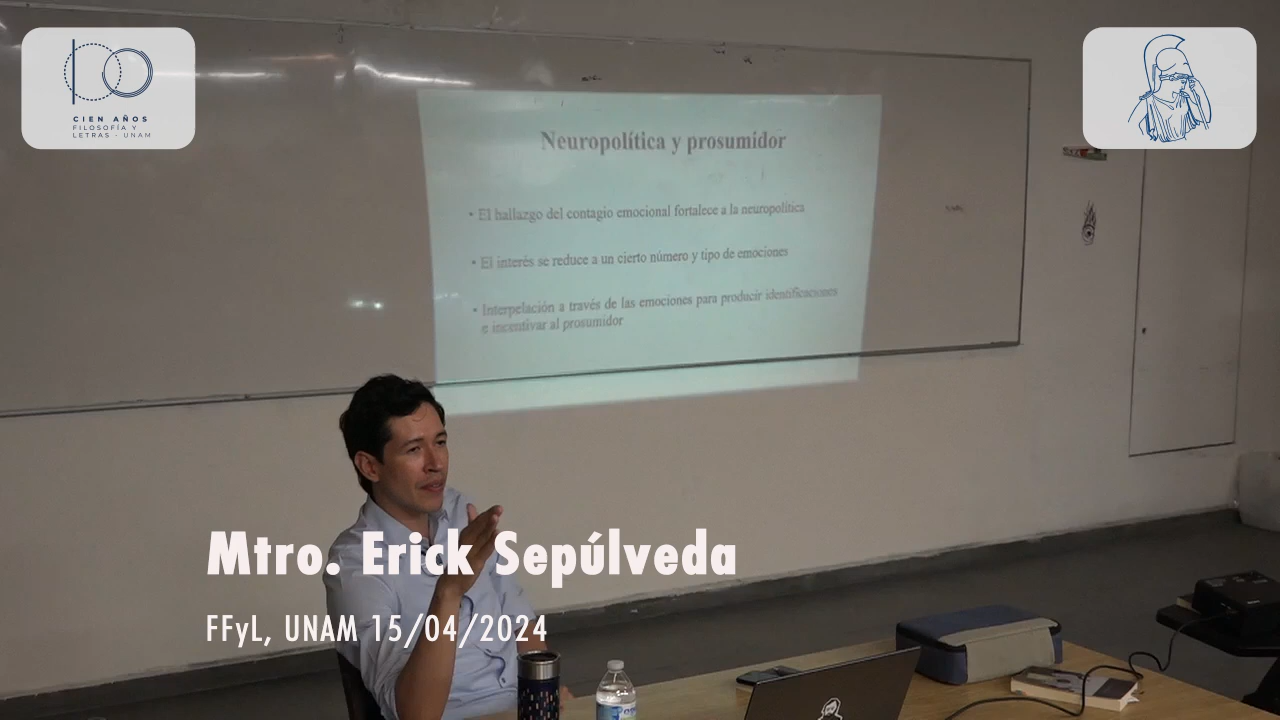 CIEN AÑOS
FILOSOFÍA Y
LETRAS · UNAM
Neuropolítica y prosumidor
• El hallazgo del contagio emocional fortalece a la neuropolítica
• El interés se reduce a un cierto número y tipo de emociones
• Interpelación a través de las emociones para producir identificaciones
e incentivar al prosumidor
Mtro. Erick Sepúlveda
FFyL, UNAM 15/04/2024